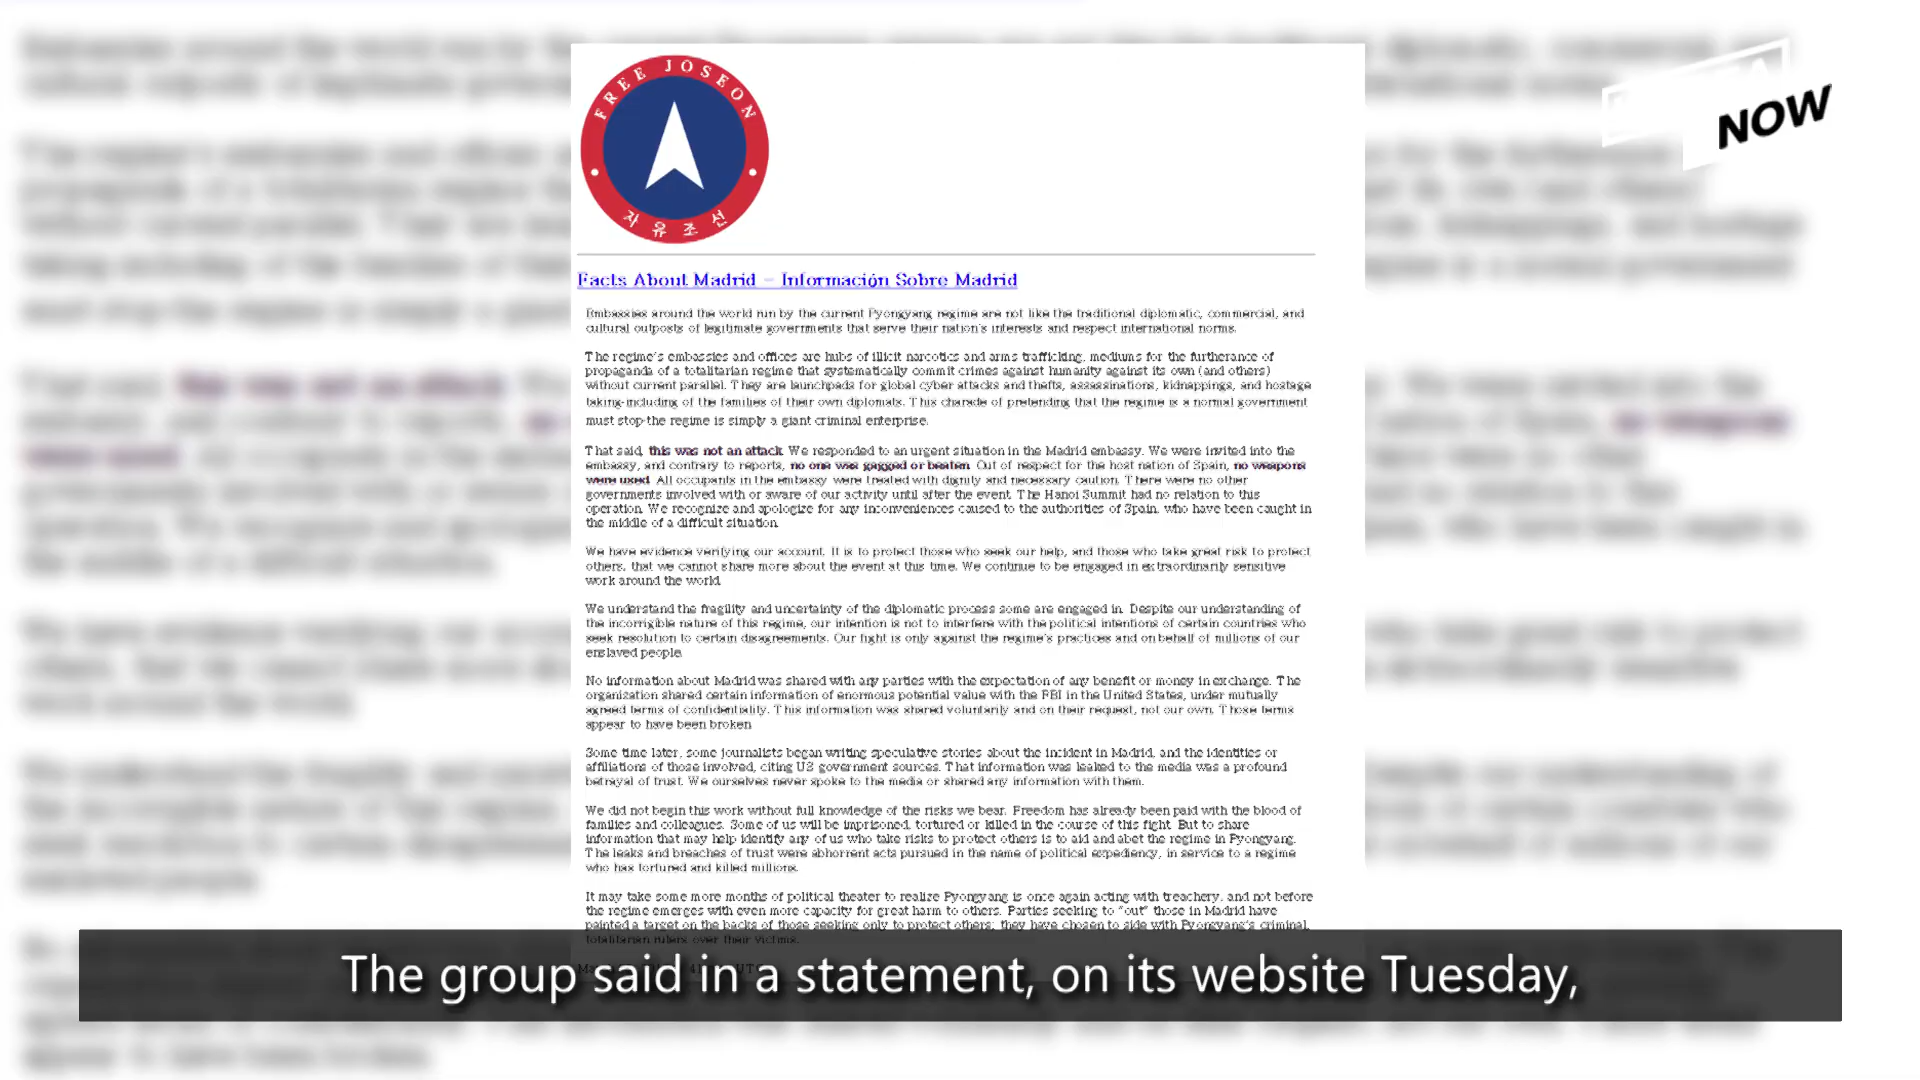 FREE JOSEON
자유조선
NOW
Facts About Madrid – Información Sobre Madrid
Embassies around the world run by the current Pyongyang regime are not like the traditional diplomatic, commercial, and
cultural outposts of legitimate governments that serve their nation's interests and respect international norms.
The regime's embassies and offices are hubs of illicit narcotics and arms trafficking, mediums for the furtherance of
propaganda of a totalitarian regime that systematically commit crimes against humanity against its own (and others)
without current parallel. They are launchpads for global cyber attacks and thefts, assassinations, kidnappings, and hostage
taking-including of the families of their own diplomats. This charade of pretending that the regime is a normal government
must stop-the regime is simply a giant criminal enterprise.
That said, this was not an attack. We responded to an urgent situation in the Madrid embassy. We were invited into the
embassy, and contrary to reports, no one was gagged or beaten. Out of respect for the host nation of Spain, no weapons
were used. All occupants in the embassy were treated with dignity and necessary caution. There were no other
governments involved with or aware of our activity until after the event. The Hanoi Summit had no relation to this
operation. We recognize and apologize for any inconveniences caused to the authorities of Spain, who have been caught in
the middle of a difficult situation.
We have evidence verifying our account. It is to protect those who seek our help, and those who take great risk to protect
others, that we cannot share more about the event at this time. We continue to be engaged in extraordinarily sensitive
work around the world.
We understand the fragility and uncertainty of the diplomatic process some are engaged in. Despite our understanding of
the incorrigible nature of this regime, our intention is not to interfere with the political intentions of certain countries who
seek resolution to certain disagreements. Our fight is only against the regime's practices and on behalf of millions of our
enslaved people.
No information about Madrid was shared with any parties with the expectation of any benefit or money in exchange. The
organization shared certain information of enormous potential value with the FBI in the United States, under mutually
agreed terms of confidentiality. This information was shared voluntarily and on their request, not our own. Those terms
appear to have been broken.
Some time later, some journalists began writing speculative stories about the incident in Madrid, and the identities or
affiliations of those involved, citing US government sources. That information was leaked to the media was a profound
betrayal of trust. We ourselves never spoke to the media or shared any information with them.
We did not begin this work without full knowledge of the risks we bear. Freedom has already been paid with the blood of
families and colleagues. Some of us will be imprisoned, tortured or killed in the course of this fight. But to share
information that may help identify any of us who take risks to protect others is to aid and abet the regime in Pyongyang.
The leaks and breaches of trust were abhorrent acts pursued in the name of political expediency, in service to a regime
who has tortured and killed millions.
It may take some more months of political theater to realize Pyongyang is once again acting with treachery, and not before
the regime emerges with even more capacity for great harm to others. Parties seeking to "out" those in Madrid have
painted a target on the backs of those seeking only to protect others; they have chosen to side with Pyongyang's criminal,
totalitarian rulers over their victims.
The group said in a statement, on its website Tuesday,